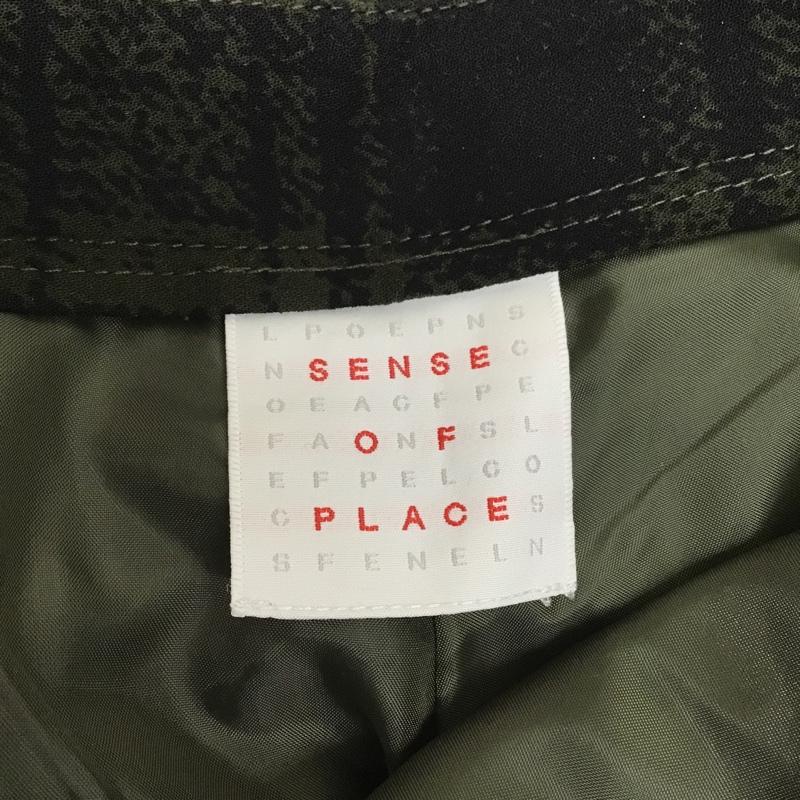 L P O E P N S
N S E N S E C
O E A C F P E
F A O N F S L
E F P E L C O
C P L A C E S
S F E N E L N